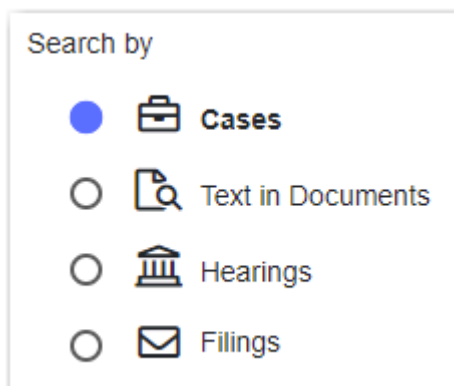 Search by
Cases
Text in Documents
Hearings
Filings